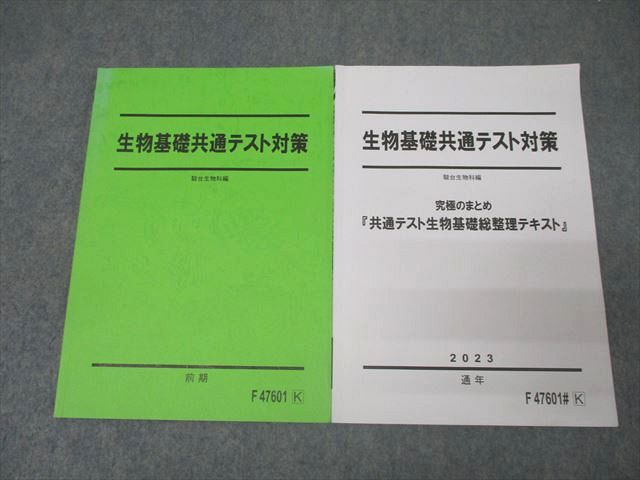 生物基礎共通テスト対策
駿台生物科編
前期
F 47601 K
生物基礎共通テスト対策
駿台生物科編
究極のまとめ
『共通テスト生物基礎総整理テキスト』
2023
通年
F 47601# K